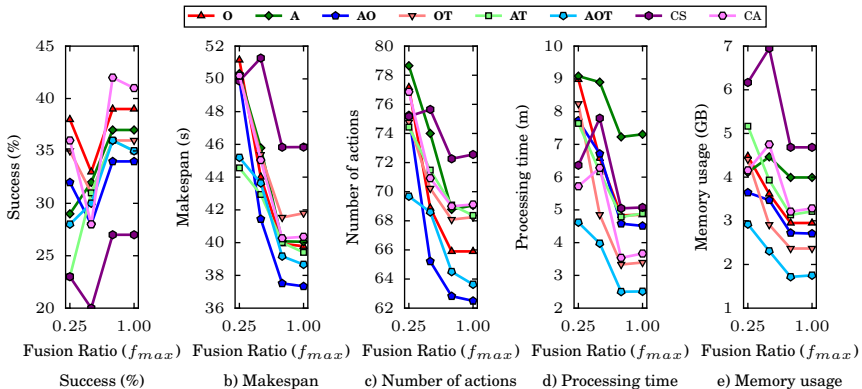 O A AO OT AT AOT CS CA
45
40
35
30
25
20
Success (%)
0.25 1.00
Fusion Ratio (f_max)
Success (%)
52
50
48
46
44
42
40
38
36
Makespan (s)
0.25 1.00
Fusion Ratio (f_max)
b) Makespan
80
78
76
74
72
70
68
66
64
62
Number of actions
0.25 1.00
Fusion Ratio (f_max)
c) Number of actions
10
9
8
7
6
5
4
3
2
Processing time (m)
0.25 1.00
Fusion Ratio (f_max)
d) Processing time
7
6
5
4
3
2
1
Memory usage (GB)
0.25 1.00
Fusion Ratio (f_max)
e) Memory usage